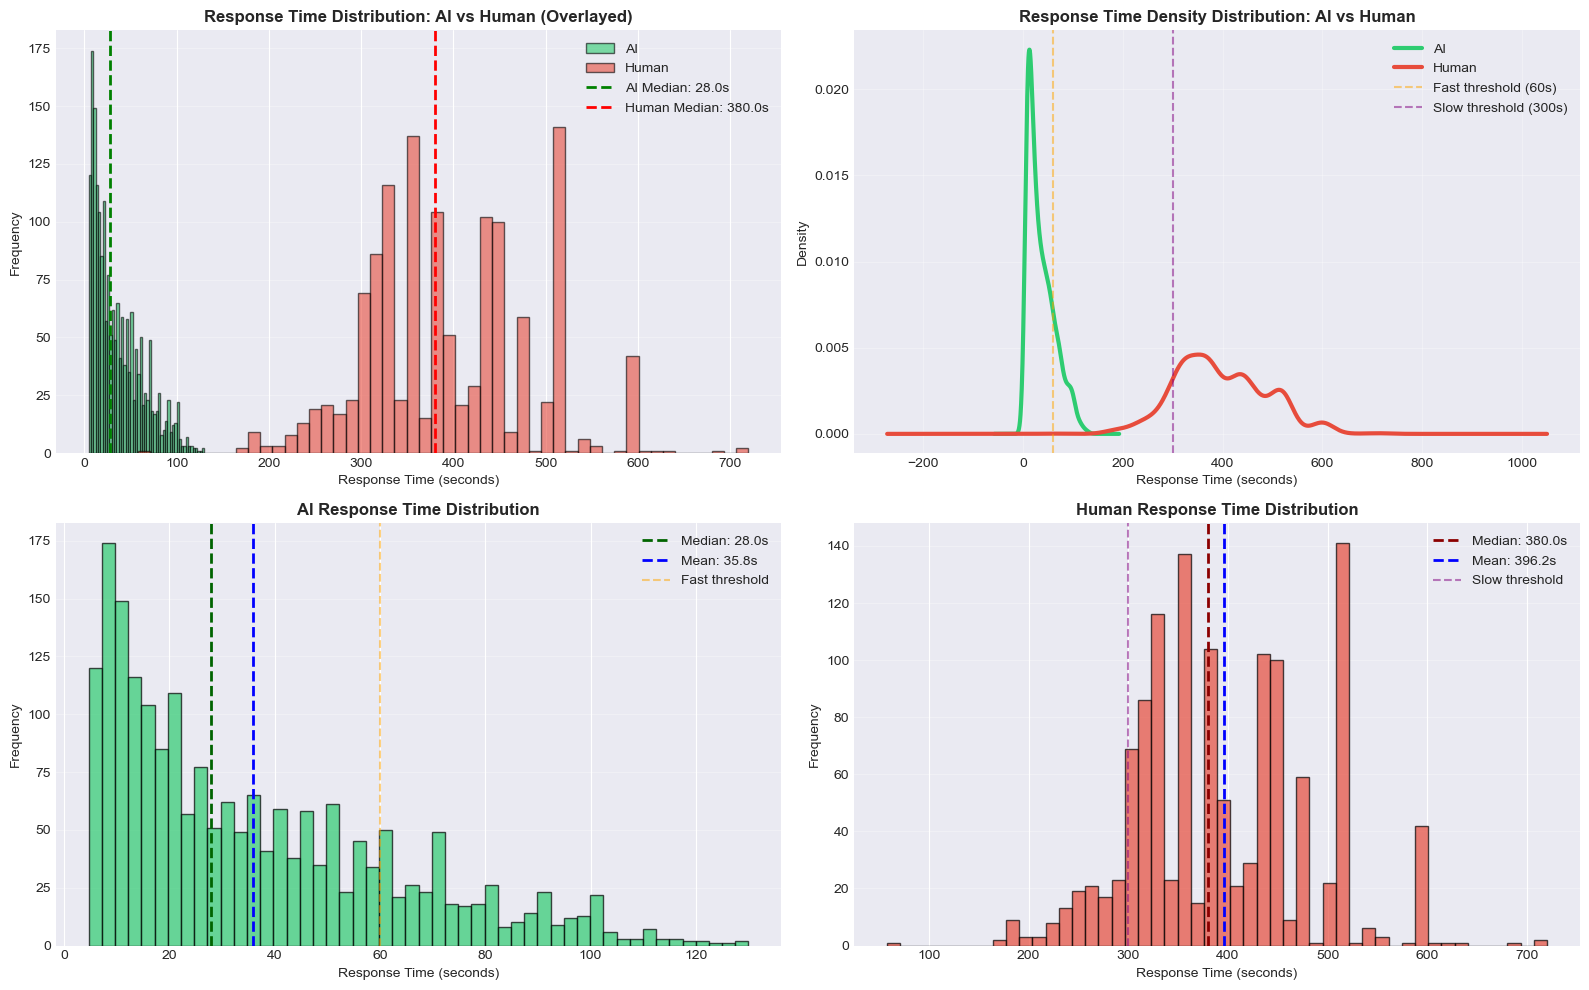 Response Time Distribution: AI vs Human (Overlayed)
175
150
125
100
75
50
25
0
Frequency
0 100 200 300 400 500 600 700
Response Time (seconds)
AI
Human
AI Median: 28.0s
Human Median: 380.0s
Response Time Density Distribution: AI vs Human
0.020
0.015
0.010
0.005
0.000
Density
−200 0 200 400 600 800 1000
Response Time (seconds)
AI
Human
Fast threshold (60s)
Slow threshold (300s)
AI Response Time Distribution
175
150
125
100
75
50
25
0
Frequency
0 20 40 60 80 100 120
Response Time (seconds)
Median: 28.0s
Mean: 35.8s
Fast threshold
Human Response Time Distribution
140
120
100
80
60
40
20
0
Frequency
100 200 300 400 500 600 700
Response Time (seconds)
Median: 380.0s
Mean: 396.2s
Slow threshold